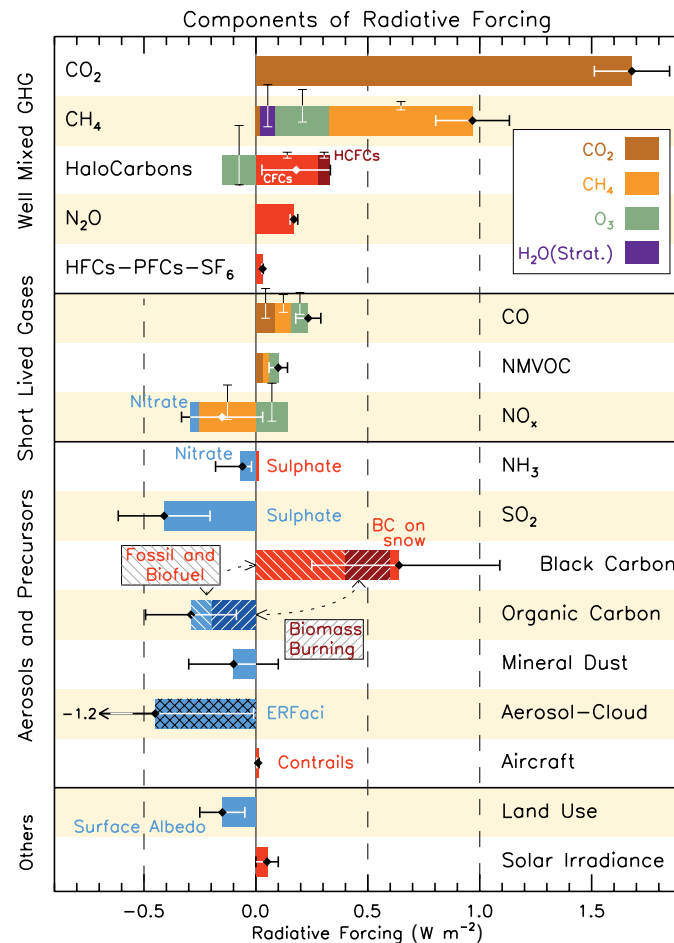 Components of Radiative Forcing
Well Mixed GHG
CO₂
CH₄
HaloCarbons
HCFCs
CFCs
N₂O
HFCs−PFCs−SF₆
CO₂
CH₄
O₃
H₂O(Strat.)
Short Lived Gases
CO
NMVOC
Nitrate
NOₓ
Aerosols and Precursors
Nitrate
Sulphate
NH₃
Sulphate
SO₂
BC on
snow
Fossil and
Biofuel
Black Carbon
Organic Carbon
Biomass
Burning
Mineral Dust
−1.2
ERFaci
Aerosol−Cloud
Contrails
Aircraft
Others
Surface Albedo
Land Use
Solar Irradiance
−0.5 0.0 0.5 1.0 1.5
Radiative Forcing (W m⁻²)